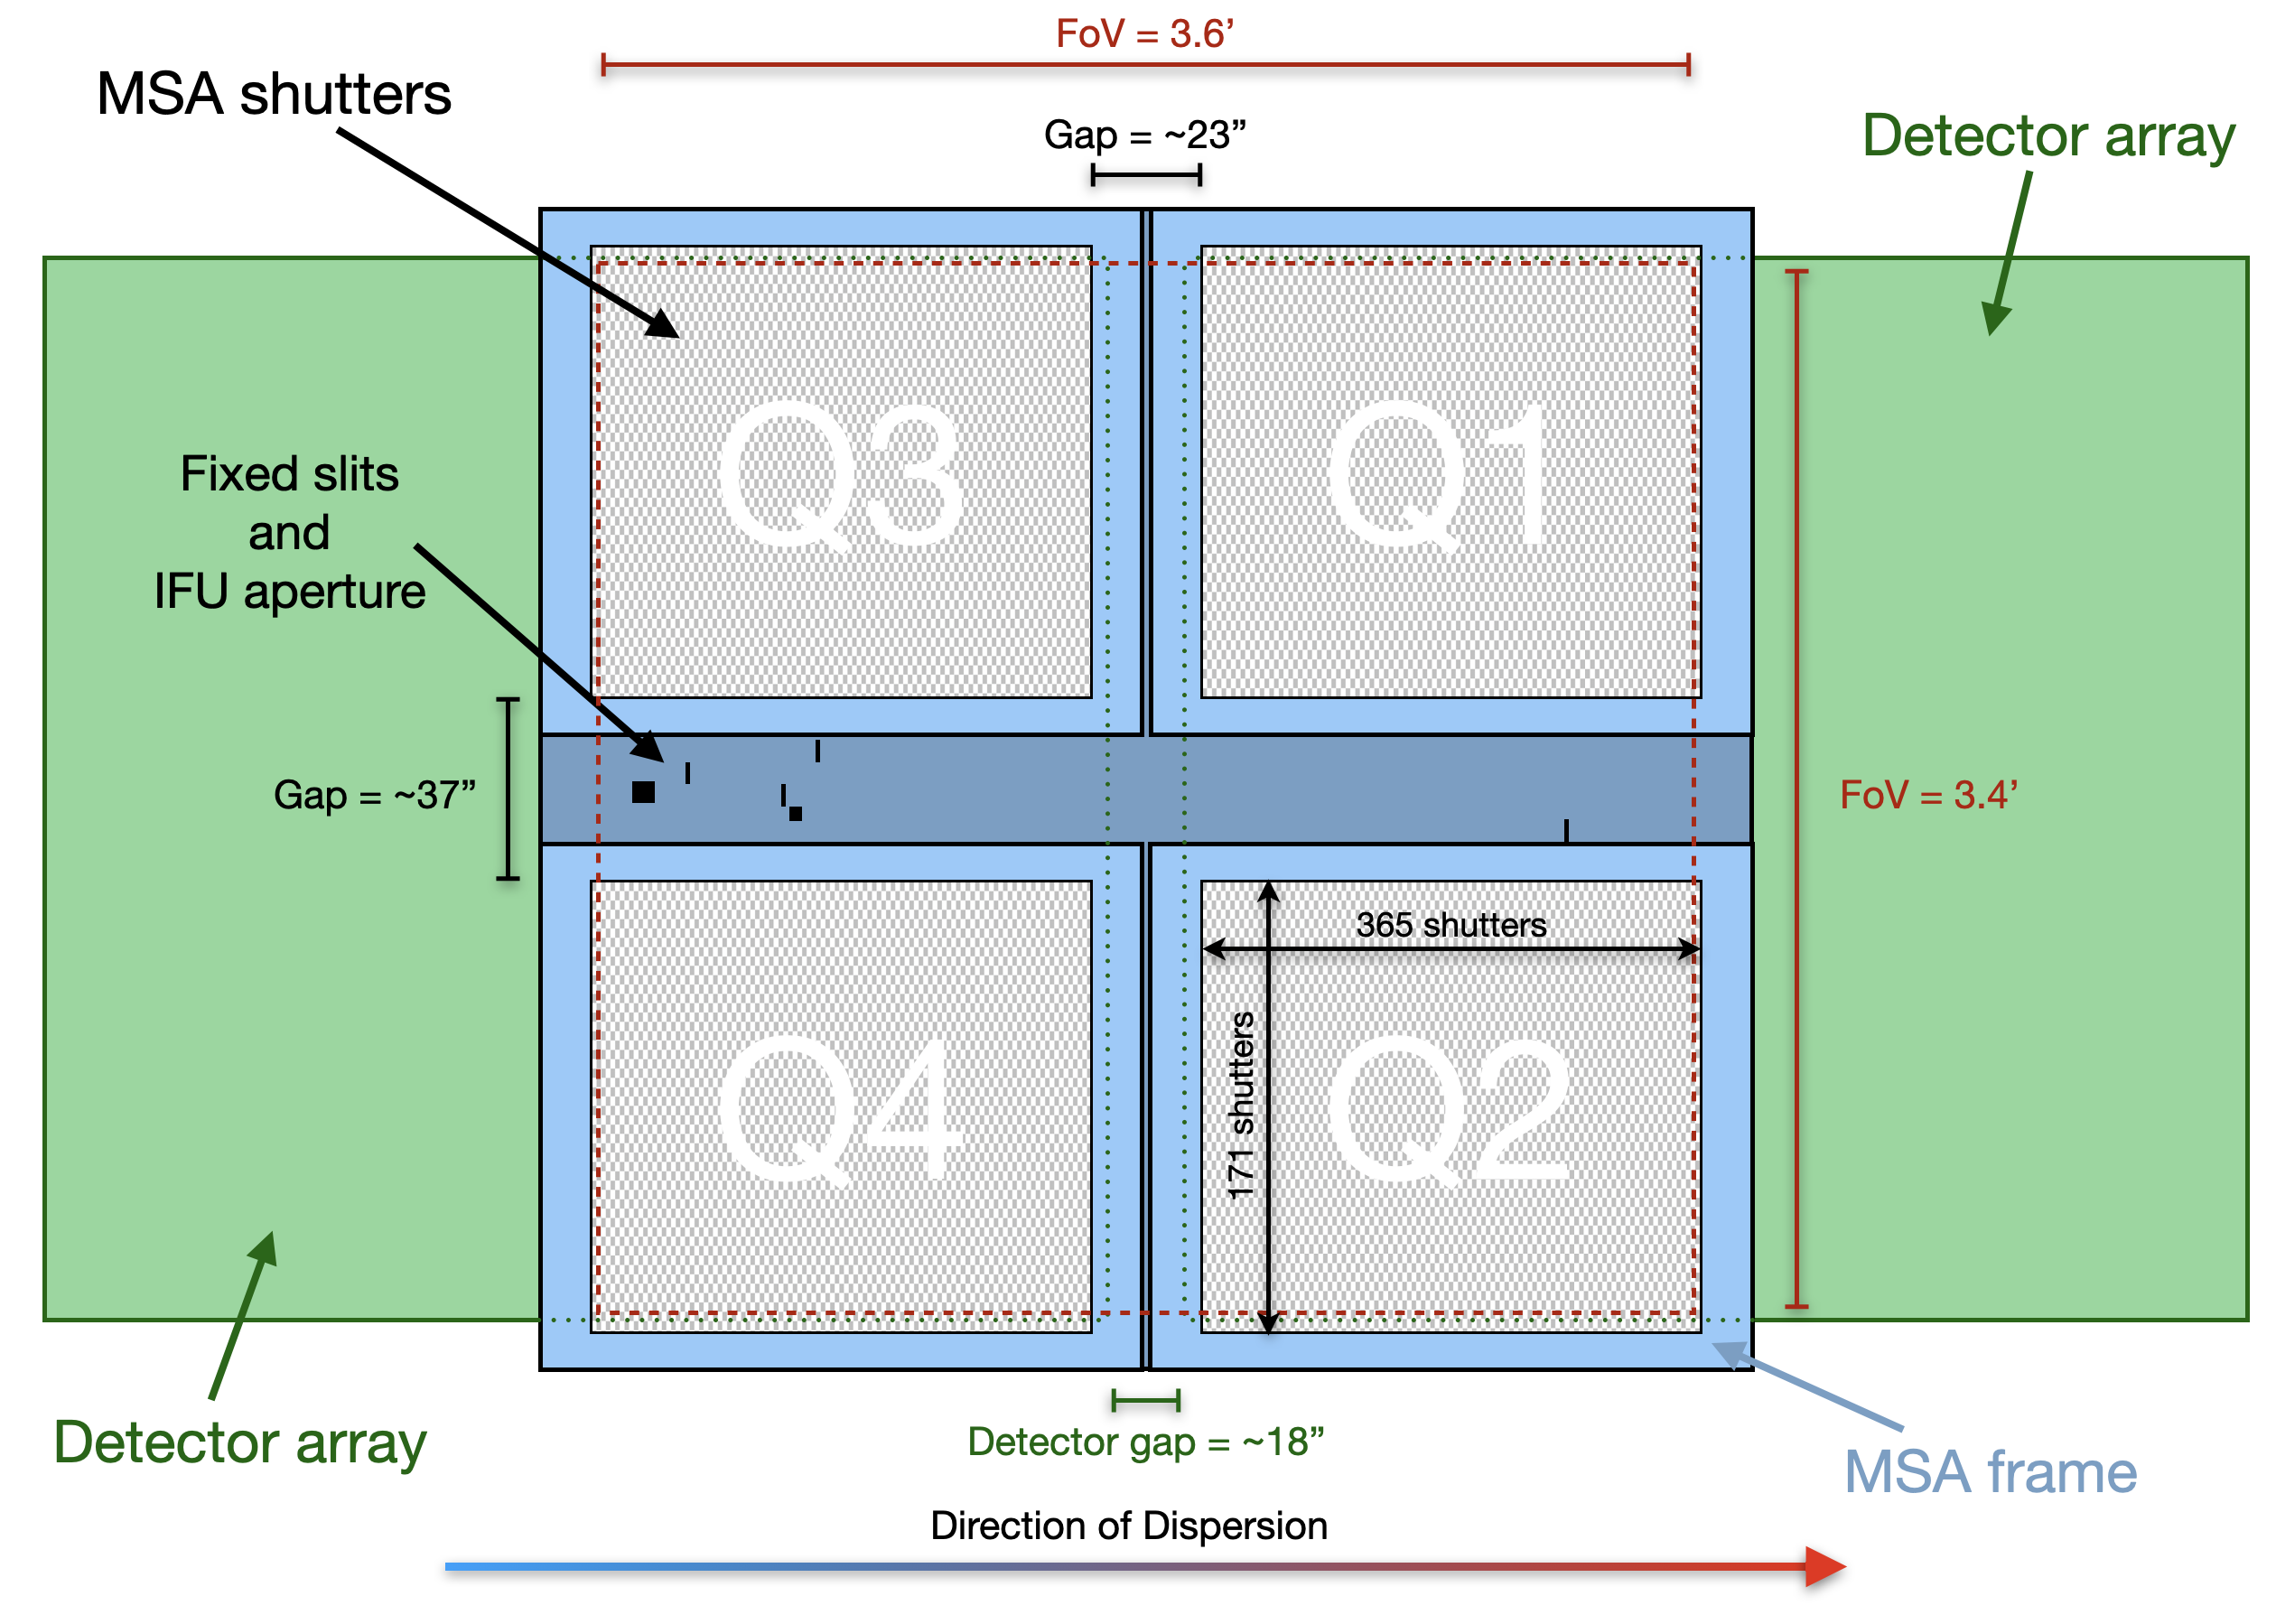 FoV = 3.6’
MSA shutters
Gap = ~23”
Detector array
Q3
Q1
Fixed slits
and
IFU aperture
Gap = ~37”
FoV = 3.4’
365 shutters
171 shutters
Q4
Q2
Detector gap = ~18”
Detector array
MSA frame
Direction of Dispersion